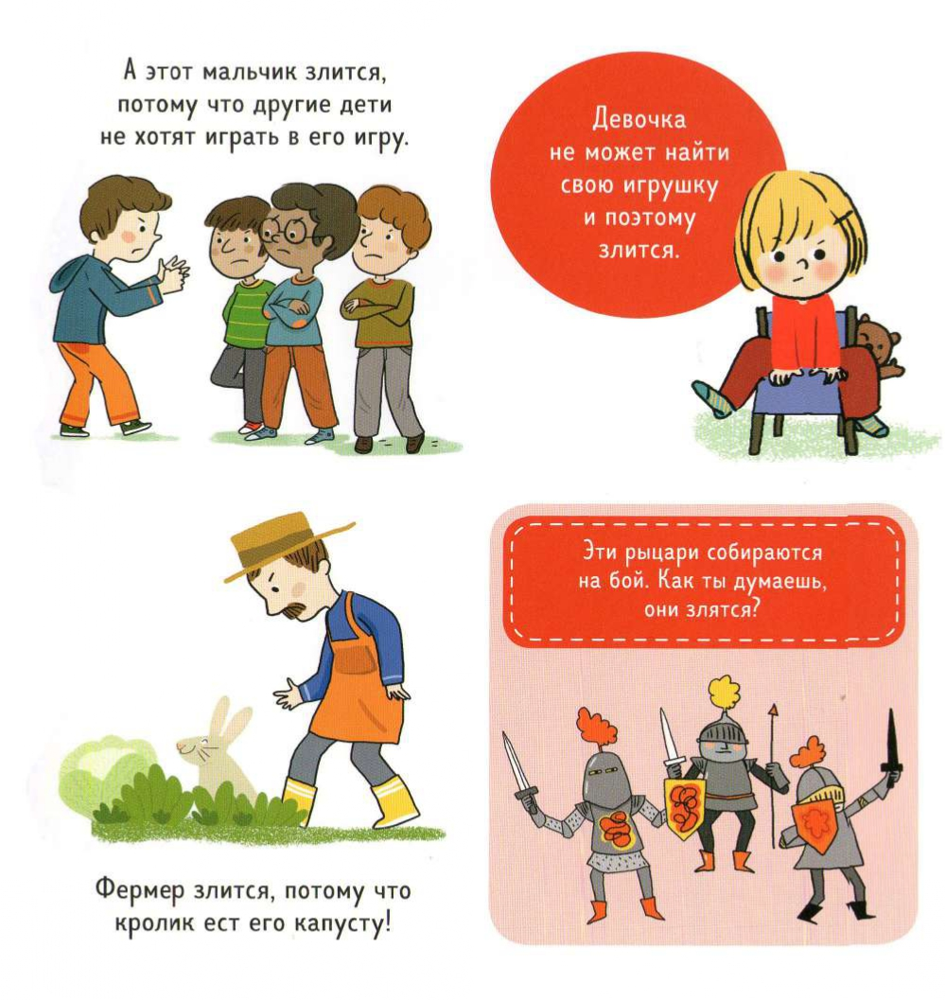 А этот мальчик злится,
потому что другие дети
не хотят играть в его игру.
Девочка
не может найти
свою игрушку
и поэтому
злится.
Фермер злится, потому что
кролик ест его капусту!
Эти рыцари собираются
на бой. Как ты думаешь,
они злятся?